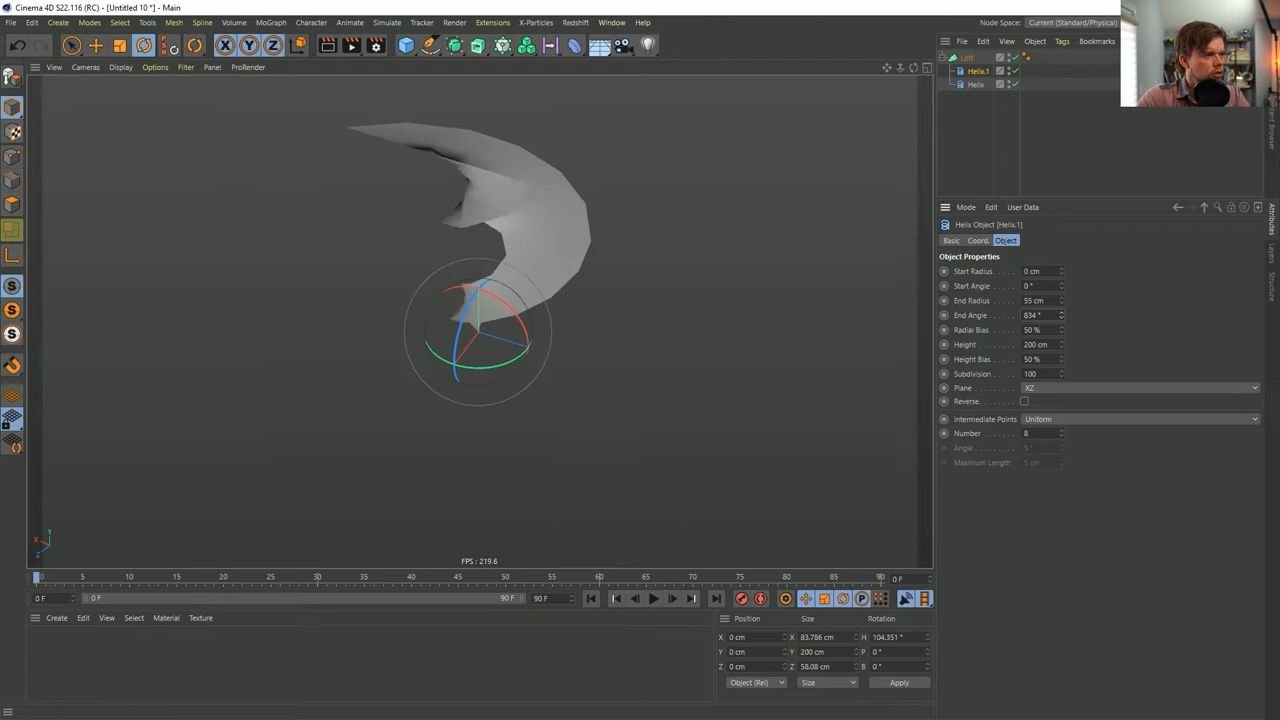 Cinema 4D S22.116 (RC) - [Untitled 10 *] - Main
File Edit Create Modes Select Tools Mesh Spline Volume MoGraph Character Animate Simulate Tracker Render Extensions X-Particles Redshift Window Help Node Space: Current (Standard/Physical)
View Cameras Display Options Filter Panel ProRender
File Edit View Object Tags Bookmarks
Loft
Helix.1
Helix
Mode Edit User Data
Helix Object [Helix.1]
Basic Coord. Object
Object Properties
Start Radius 0 cm
Start Angle 0 °
End Radius 55 cm
End Angle 834 °
Radial Bias 50 %
Height 200 cm
Height Bias 50 %
Subdivision 100
Plane XZ
Reverse
Intermediate Points Uniform
Number 8
Angle 5 °
Maximum Length 5 cm
Attributes
Layers
Structure
Y
X
Z
FPS : 219.6
0 5 10 15 20 25 30 35 40 45 50 55 60 65 70 75 80 85 90 0 F
0 F 0 F 90 F 90 F
Create Edit View Select Material Texture
Position Size Rotation
X 0 cm X 83.786 cm H 104.351 °
Y 0 cm Y 200 cm P 0 °
Z 0 cm Z 58.08 cm B 0 °
Object (Rel) Size Apply